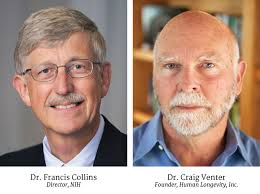 Dr. Francis Collins
Director, NIH
Dr. Craig Venter
Founder, Human Longevity, Inc.